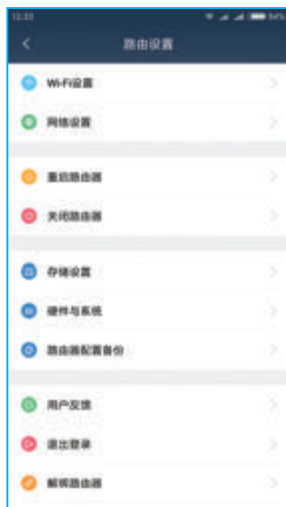 12:33
路由设置
Wi-Fi设置
网络设置
重启路由器
关闭路由器
存储设置
硬件与系统
路由器配置备份
用户反馈
退出登录
解绑路由器